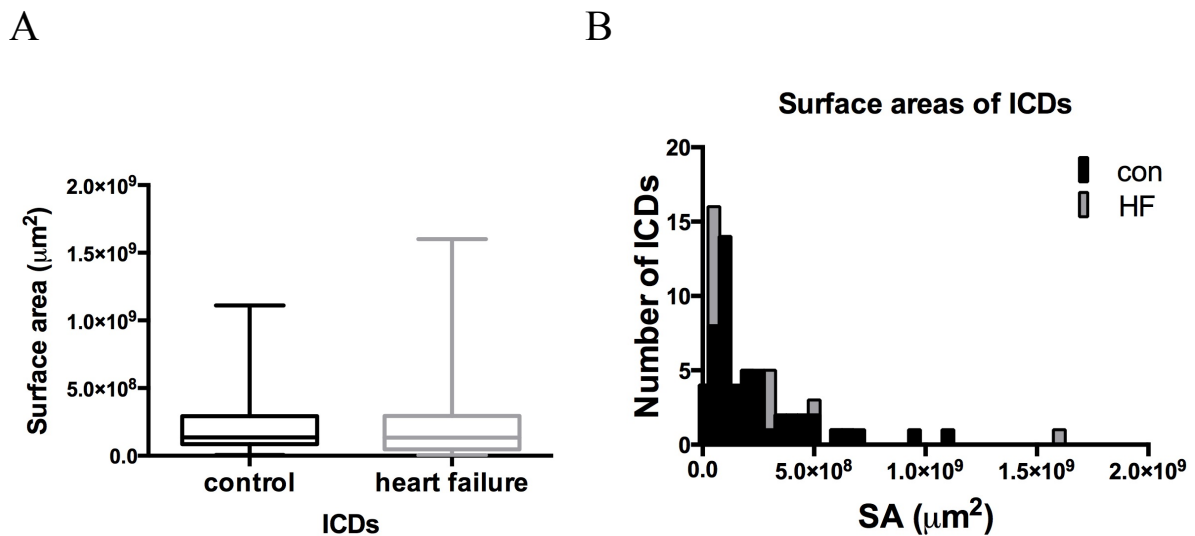 A
B
Surface area (μm²)
2.0×10⁹
1.5×10⁹
1.0×10⁹
5.0×10⁸
0.0
control
heart failure
ICDs
Surface areas of ICDs
Number of ICDs
20
15
10
5
0
con
HF
0.0
5.0×10⁸
1.0×10⁹
1.5×10⁹
2.0×10⁹
SA (μm²)